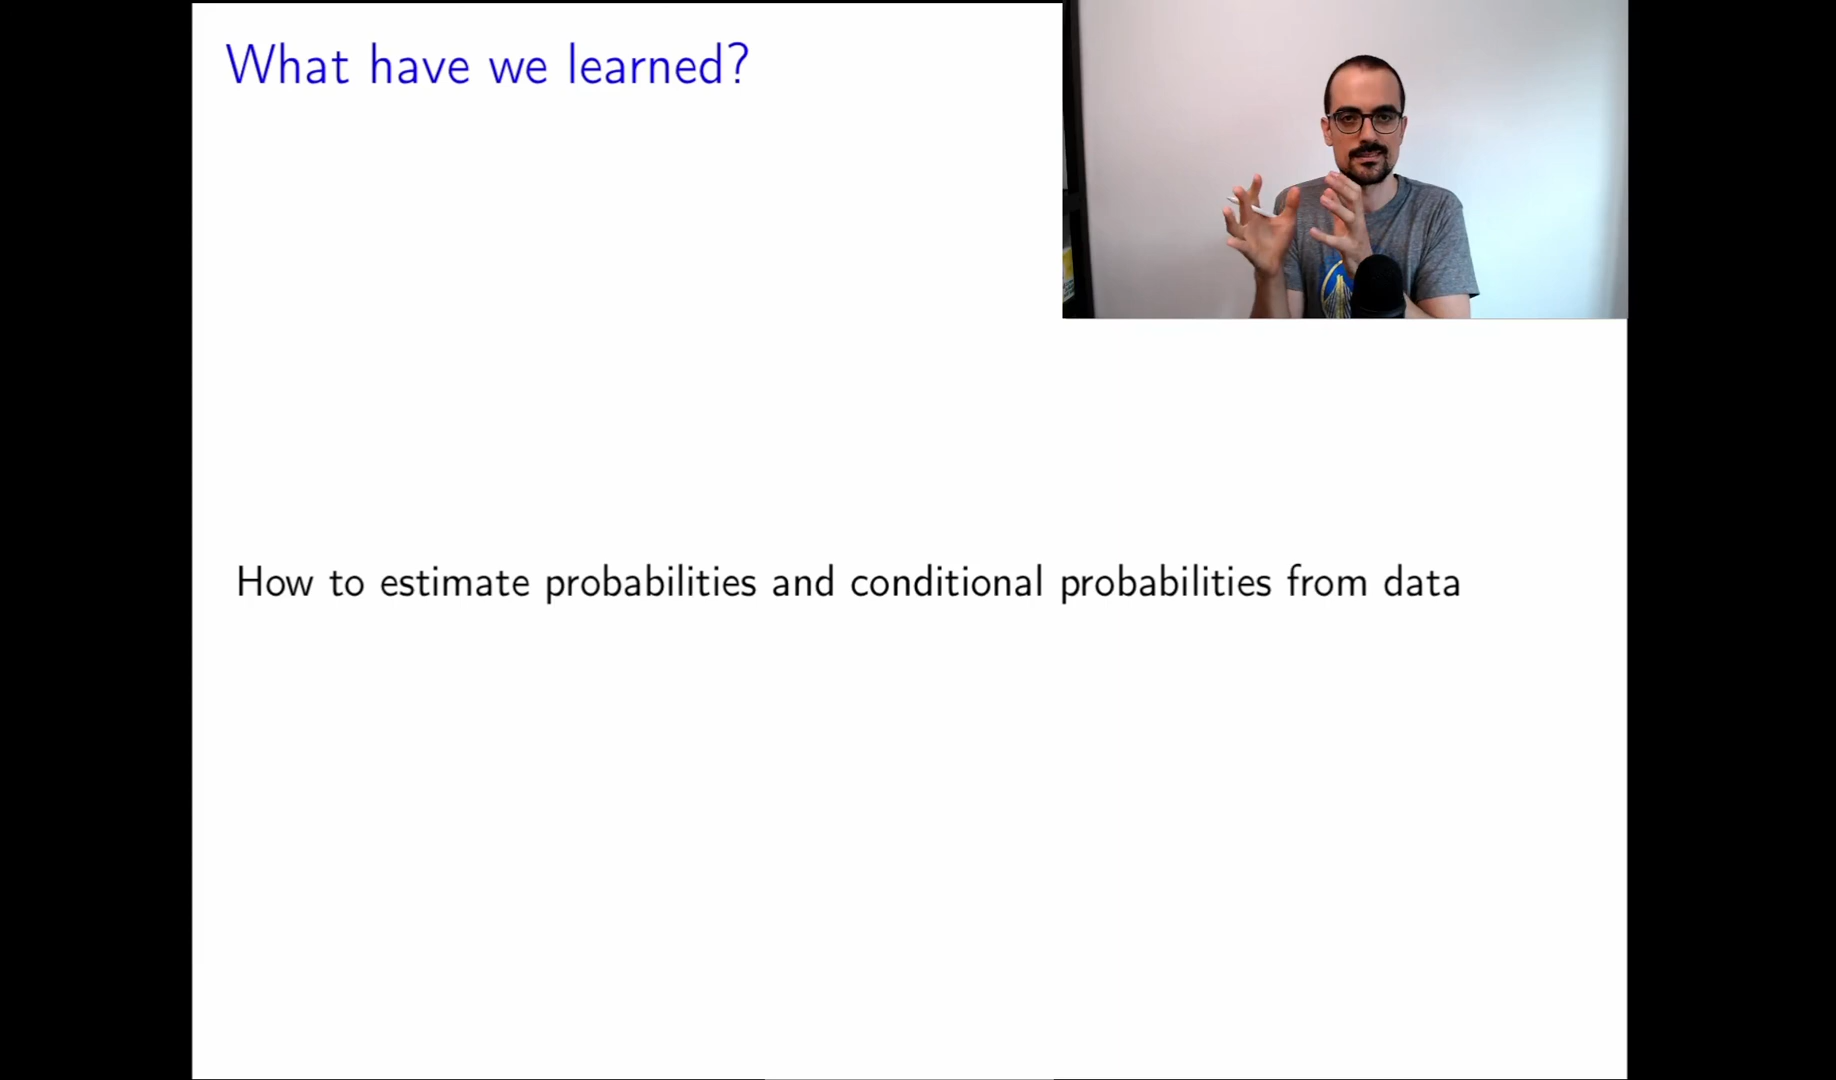 What have we learned?
How to estimate probabilities and conditional probabilities from data